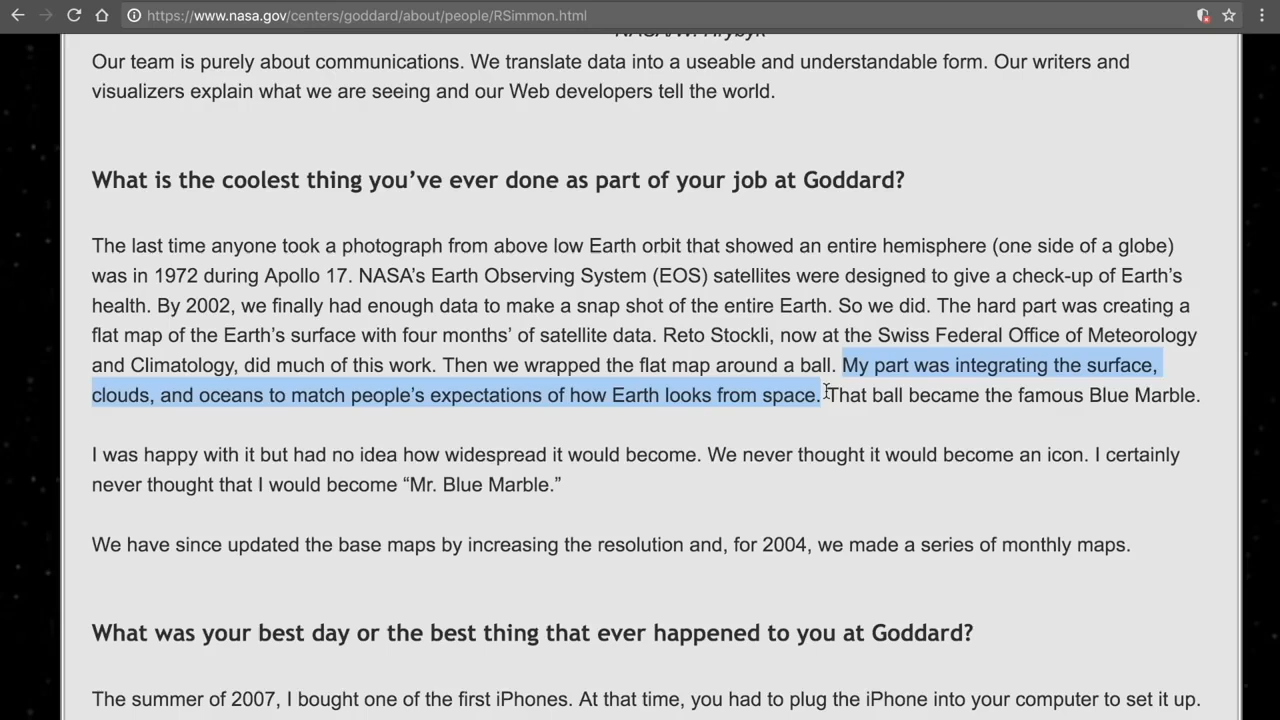 https://www.nasa.gov/centers/goddard/about/people/RSimmon.html
NASA/W. Hrybyk
Our team is purely about communications. We translate data into a useable and understandable form. Our writers and
visualizers explain what we are seeing and our Web developers tell the world.
What is the coolest thing you’ve ever done as part of your job at Goddard?
The last time anyone took a photograph from above low Earth orbit that showed an entire hemisphere (one side of a globe)
was in 1972 during Apollo 17. NASA’s Earth Observing System (EOS) satellites were designed to give a check-up of Earth’s
health. By 2002, we finally had enough data to make a snap shot of the entire Earth. So we did. The hard part was creating a
flat map of the Earth’s surface with four months’ of satellite data. Reto Stockli, now at the Swiss Federal Office of Meteorology
and Climatology, did much of this work. Then we wrapped the flat map around a ball. My part was integrating the surface,
clouds, and oceans to match people’s expectations of how Earth looks from space. That ball became the famous Blue Marble.
I was happy with it but had no idea how widespread it would become. We never thought it would become an icon. I certainly
never thought that I would become “Mr. Blue Marble.”
We have since updated the base maps by increasing the resolution and, for 2004, we made a series of monthly maps.
What was your best day or the best thing that ever happened to you at Goddard?
The summer of 2007, I bought one of the first iPhones. At that time, you had to plug the iPhone into your computer to set it up.